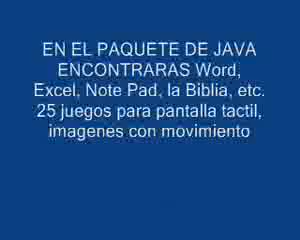 EN EL PAQUETE DE JAVA
ENCONTRARAS Word,
Excel, Note Pad, la Biblia, etc.
25 juegos para pantalla tactil,
imagenes con movimiento